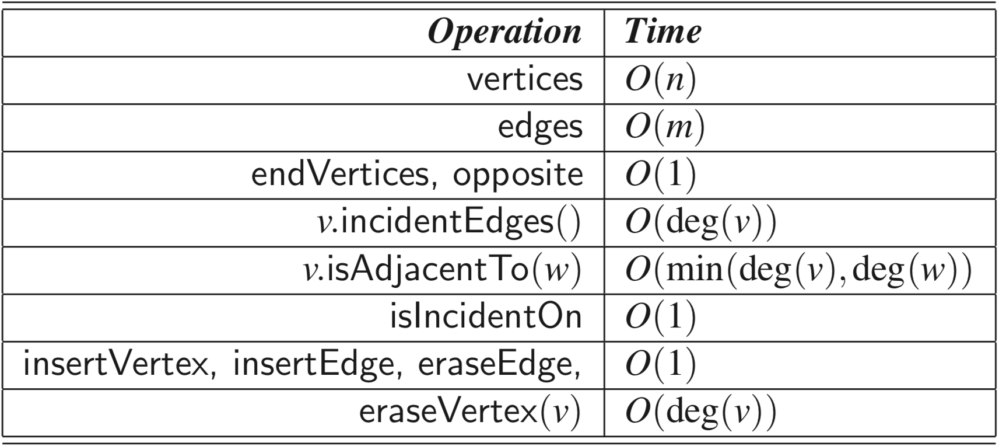 Operation Time
vertices O(n)
edges O(m)
endVertices, opposite O(1)
v.incidentEdges() O(deg(v))
v.isAdjacentTo(w) O(min(deg(v),deg(w))
isIncidentOn O(1)
insertVertex, insertEdge, eraseEdge, O(1)
eraseVertex(v) O(deg(v))